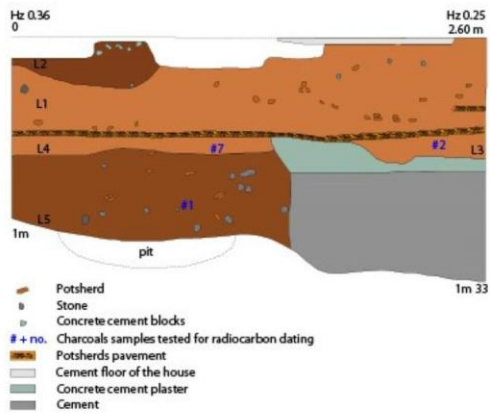 Hz 0.36 Hz 0.25
0 2.60 m
L2
L1
L4 #7 #2 L3
#1
L5
1m
pit 1m 33
Potsherd
Stone
Concrete cement blocks
# + no. Charcoals samples tested for radiocarbon dating
Potsherds pavement
Cement floor of the house
Concrete cement plaster
Cement